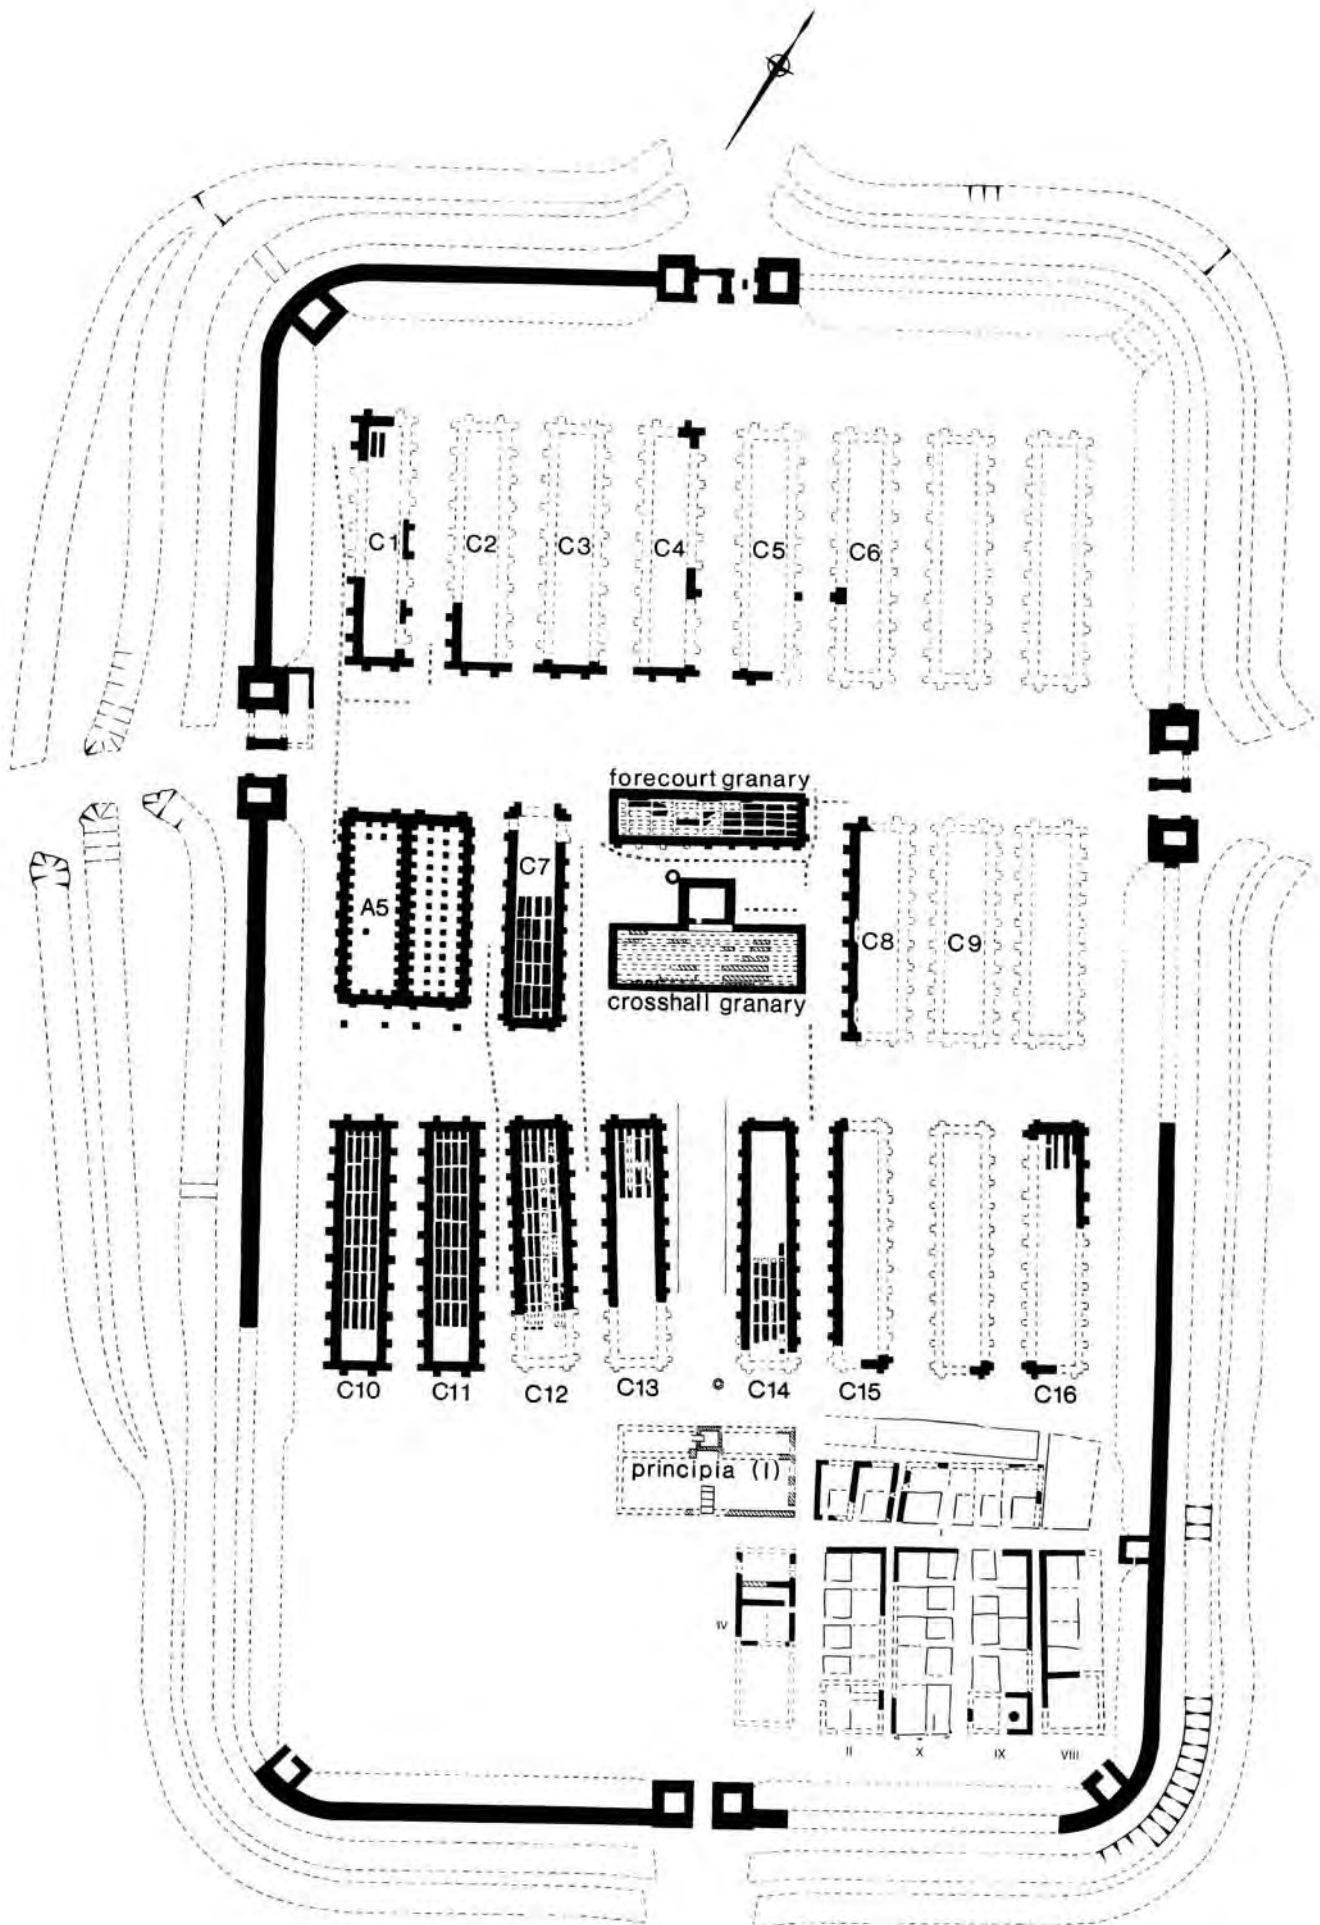 C1 C2 C3 C4 C5 C6
forecourt granary
C7
A5
C8 C9
crosshall granary
C10 C11 C12 C13 C14 C15 C16
principia (I)
IV
II X IX VIII